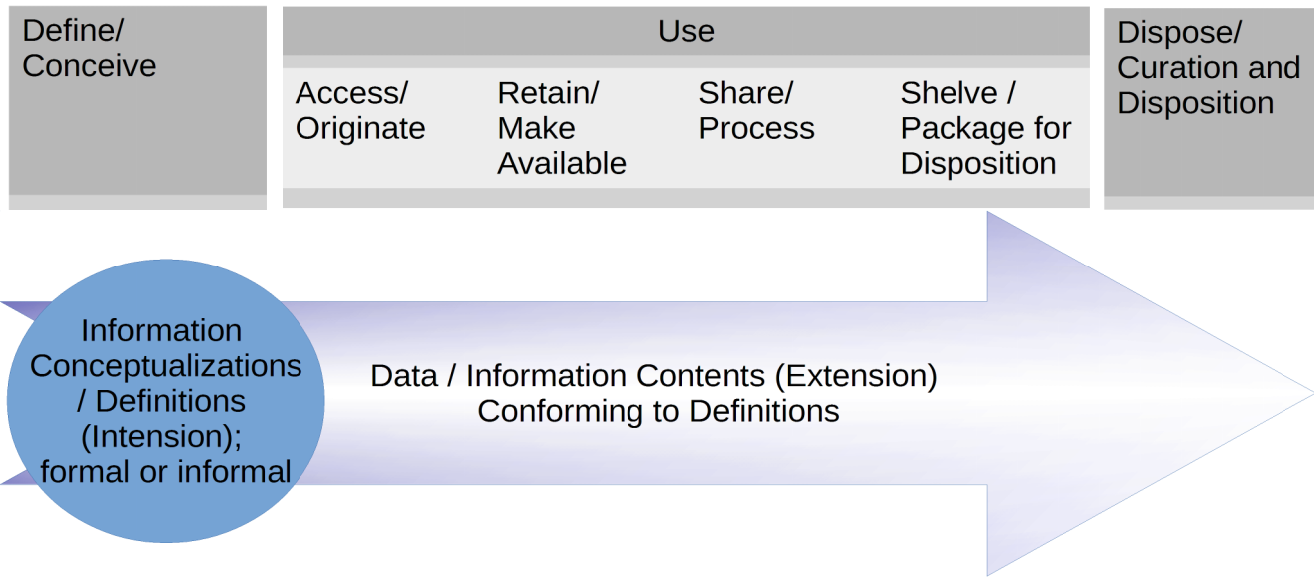 Define/
Conceive
Use
Access/
Originate
Retain/
Make
Available
Share/
Process
Shelve /
Package for
Disposition
Dispose/
Curation and
Disposition
Information
Conceptualizations
/ Definitions
(Intension);
formal or informal
Data / Information Contents (Extension)
Conforming to Definitions